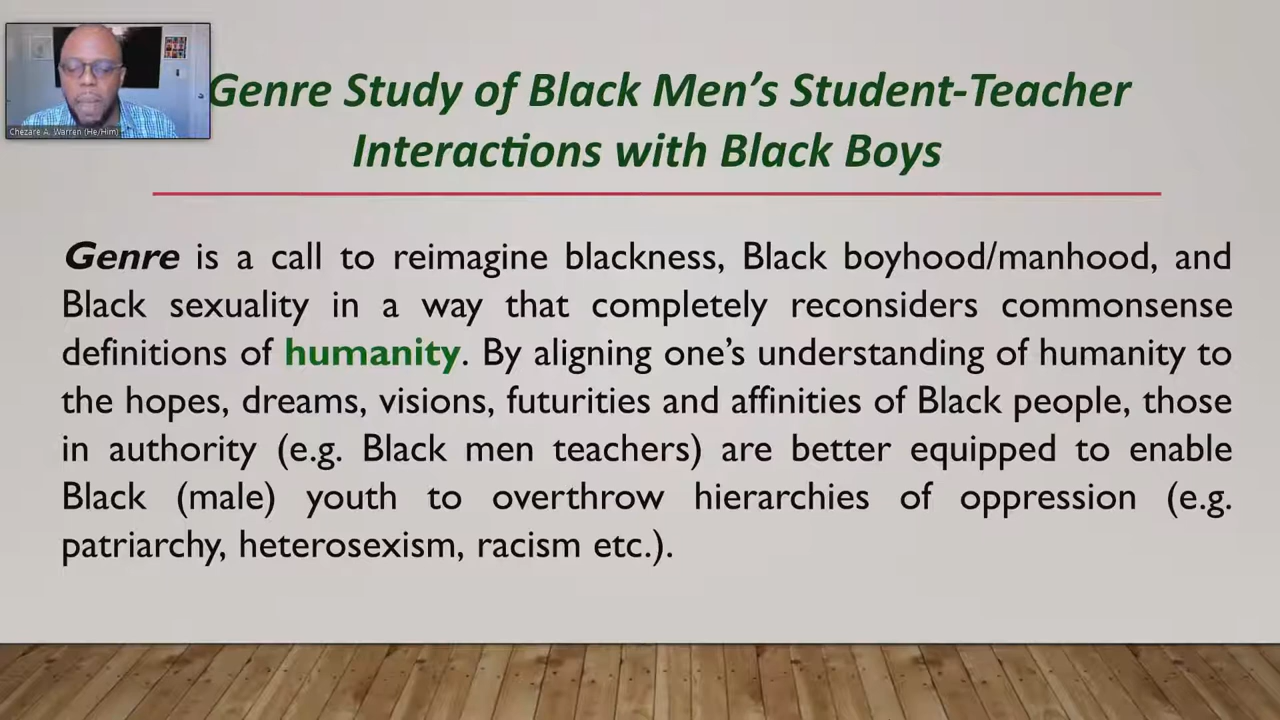 Chezare A. Warren (He/Him)
Genre Study of Black Men’s Student-Teacher
Interactions with Black Boys
Genre is a call to reimagine blackness, Black boyhood/manhood, and
Black sexuality in a way that completely reconsiders commonsense
definitions of humanity. By aligning one’s understanding of humanity to
the hopes, dreams, visions, futurities and affinities of Black people, those
in authority (e.g. Black men teachers) are better equipped to enable
Black (male) youth to overthrow hierarchies of oppression (e.g.
patriarchy, heterosexism, racism etc.).